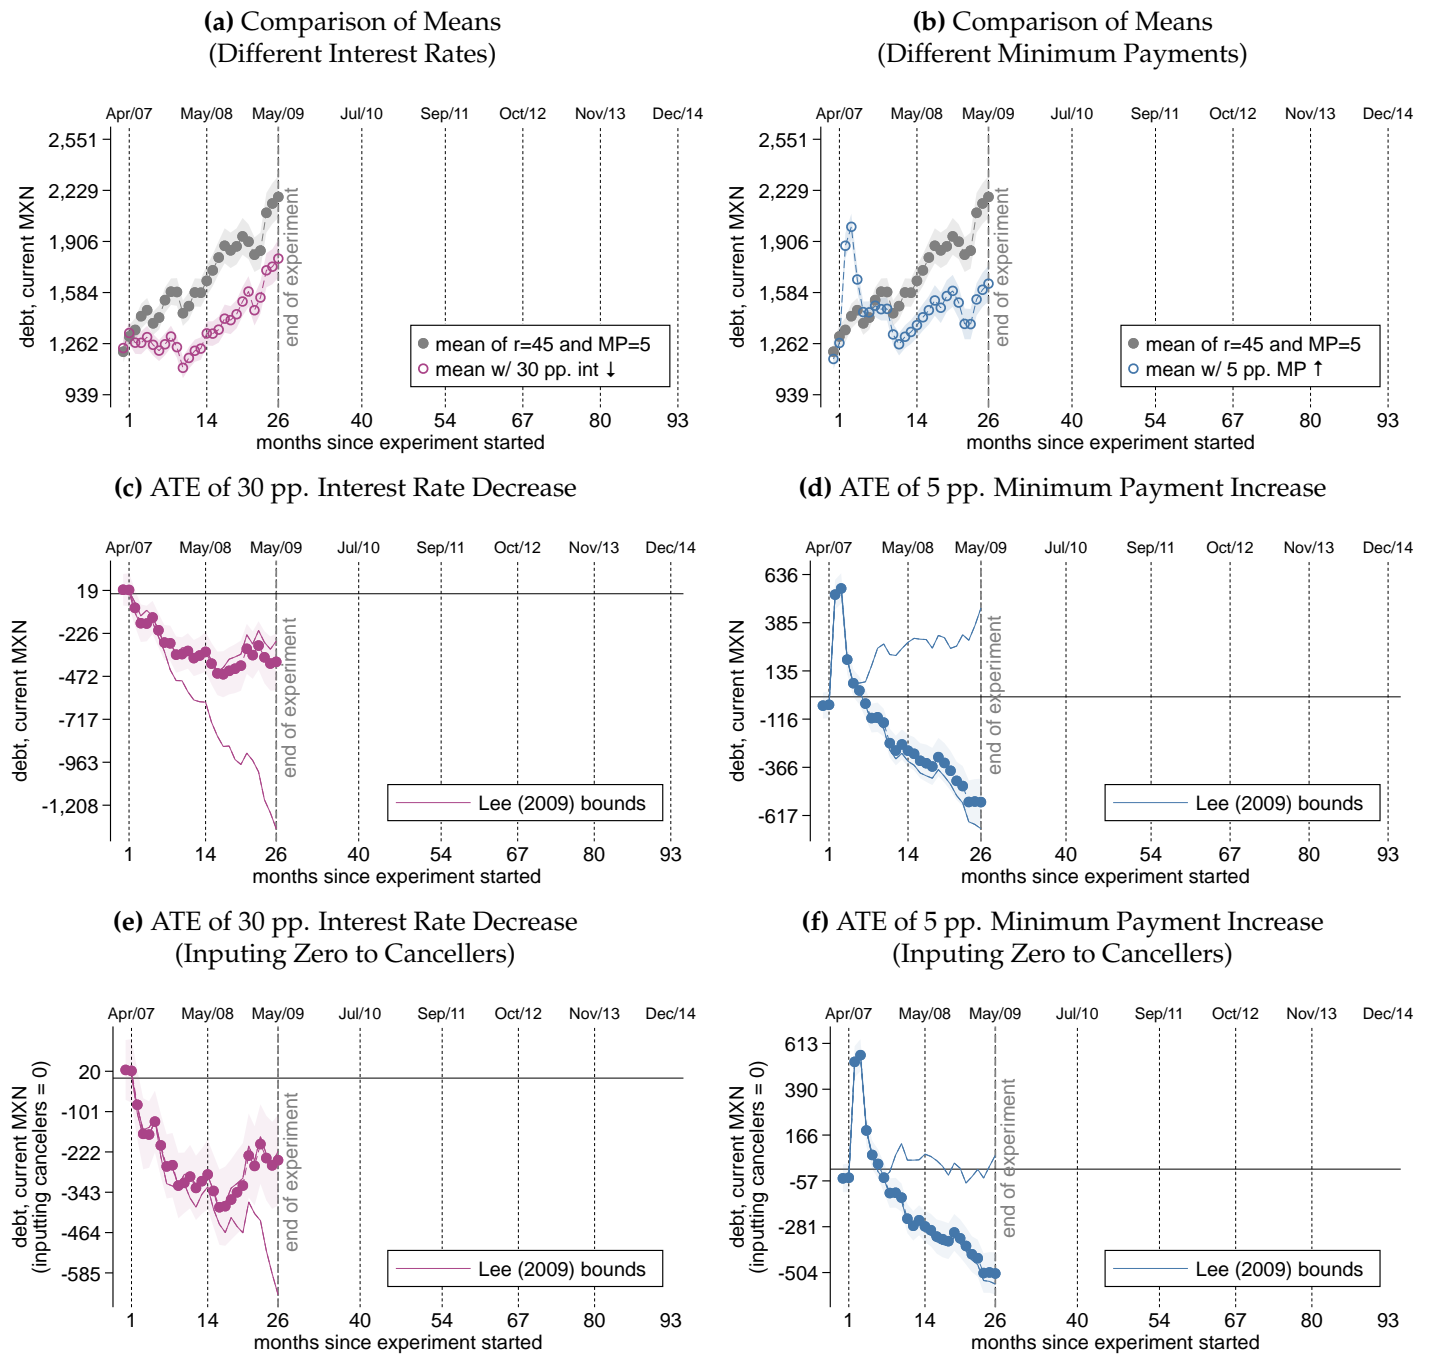 (a) Comparison of Means
(Different Interest Rates)
Apr/07 May/08 May/09 Jul/10 Sep/11 Oct/12 Nov/13 Dec/14
debt, current MXN
2,551
2,229
1,906
1,584
1,262
939
end of experiment
mean of r=45 and MP=5
mean w/ 30 pp. int ↓
1 14 26 40 54 67 80 93
months since experiment started
(b) Comparison of Means
(Different Minimum Payments)
Apr/07 May/08 May/09 Jul/10 Sep/11 Oct/12 Nov/13 Dec/14
debt, current MXN
2,551
2,229
1,906
1,584
1,262
939
end of experiment
mean of r=45 and MP=5
mean w/ 5 pp. MP ↑
1 14 26 40 54 67 80 93
months since experiment started
(c) ATE of 30 pp. Interest Rate Decrease
Apr/07 May/08 May/09 Jul/10 Sep/11 Oct/12 Nov/13 Dec/14
debt, current MXN
19
-226
-472
-717
-963
-1,208
end of experiment
Lee (2009) bounds
1 14 26 40 54 67 80 93
months since experiment started
(d) ATE of 5 pp. Minimum Payment Increase
Apr/07 May/08 May/09 Jul/10 Sep/11 Oct/12 Nov/13 Dec/14
debt, current MXN
636
385
135
-116
-366
-617
end of experiment
Lee (2009) bounds
1 14 26 40 54 67 80 93
months since experiment started
(e) ATE of 30 pp. Interest Rate Decrease
(Inputing Zero to Cancellers)
Apr/07 May/08 May/09 Jul/10 Sep/11 Oct/12 Nov/13 Dec/14
debt, current MXN
(inputting cancelers = 0)
20
-101
-222
-343
-464
-585
end of experiment
Lee (2009) bounds
1 14 26 40 54 67 80 93
months since experiment started
(f) ATE of 5 pp. Minimum Payment Increase
(Inputing Zero to Cancellers)
Apr/07 May/08 May/09 Jul/10 Sep/11 Oct/12 Nov/13 Dec/14
debt, current MXN
(inputting cancelers = 0)
613
390
166
-57
-281
-504
end of experiment
Lee (2009) bounds
1 14 26 40 54 67 80 93
months since experiment started